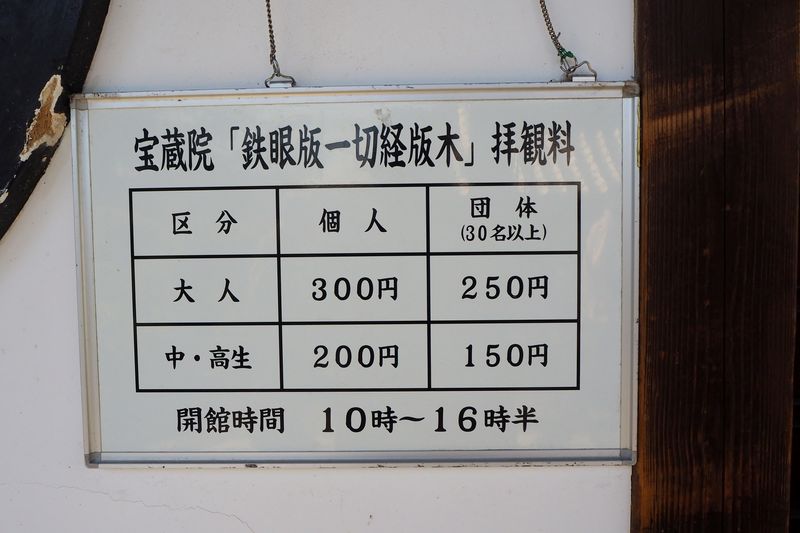 宝蔵院「鉄眼版一切経版木」拝観料
区分 個人 団体
(30名以上)
大人 300円 250円
中・高生 200円 150円
開館時間 10時～16時半